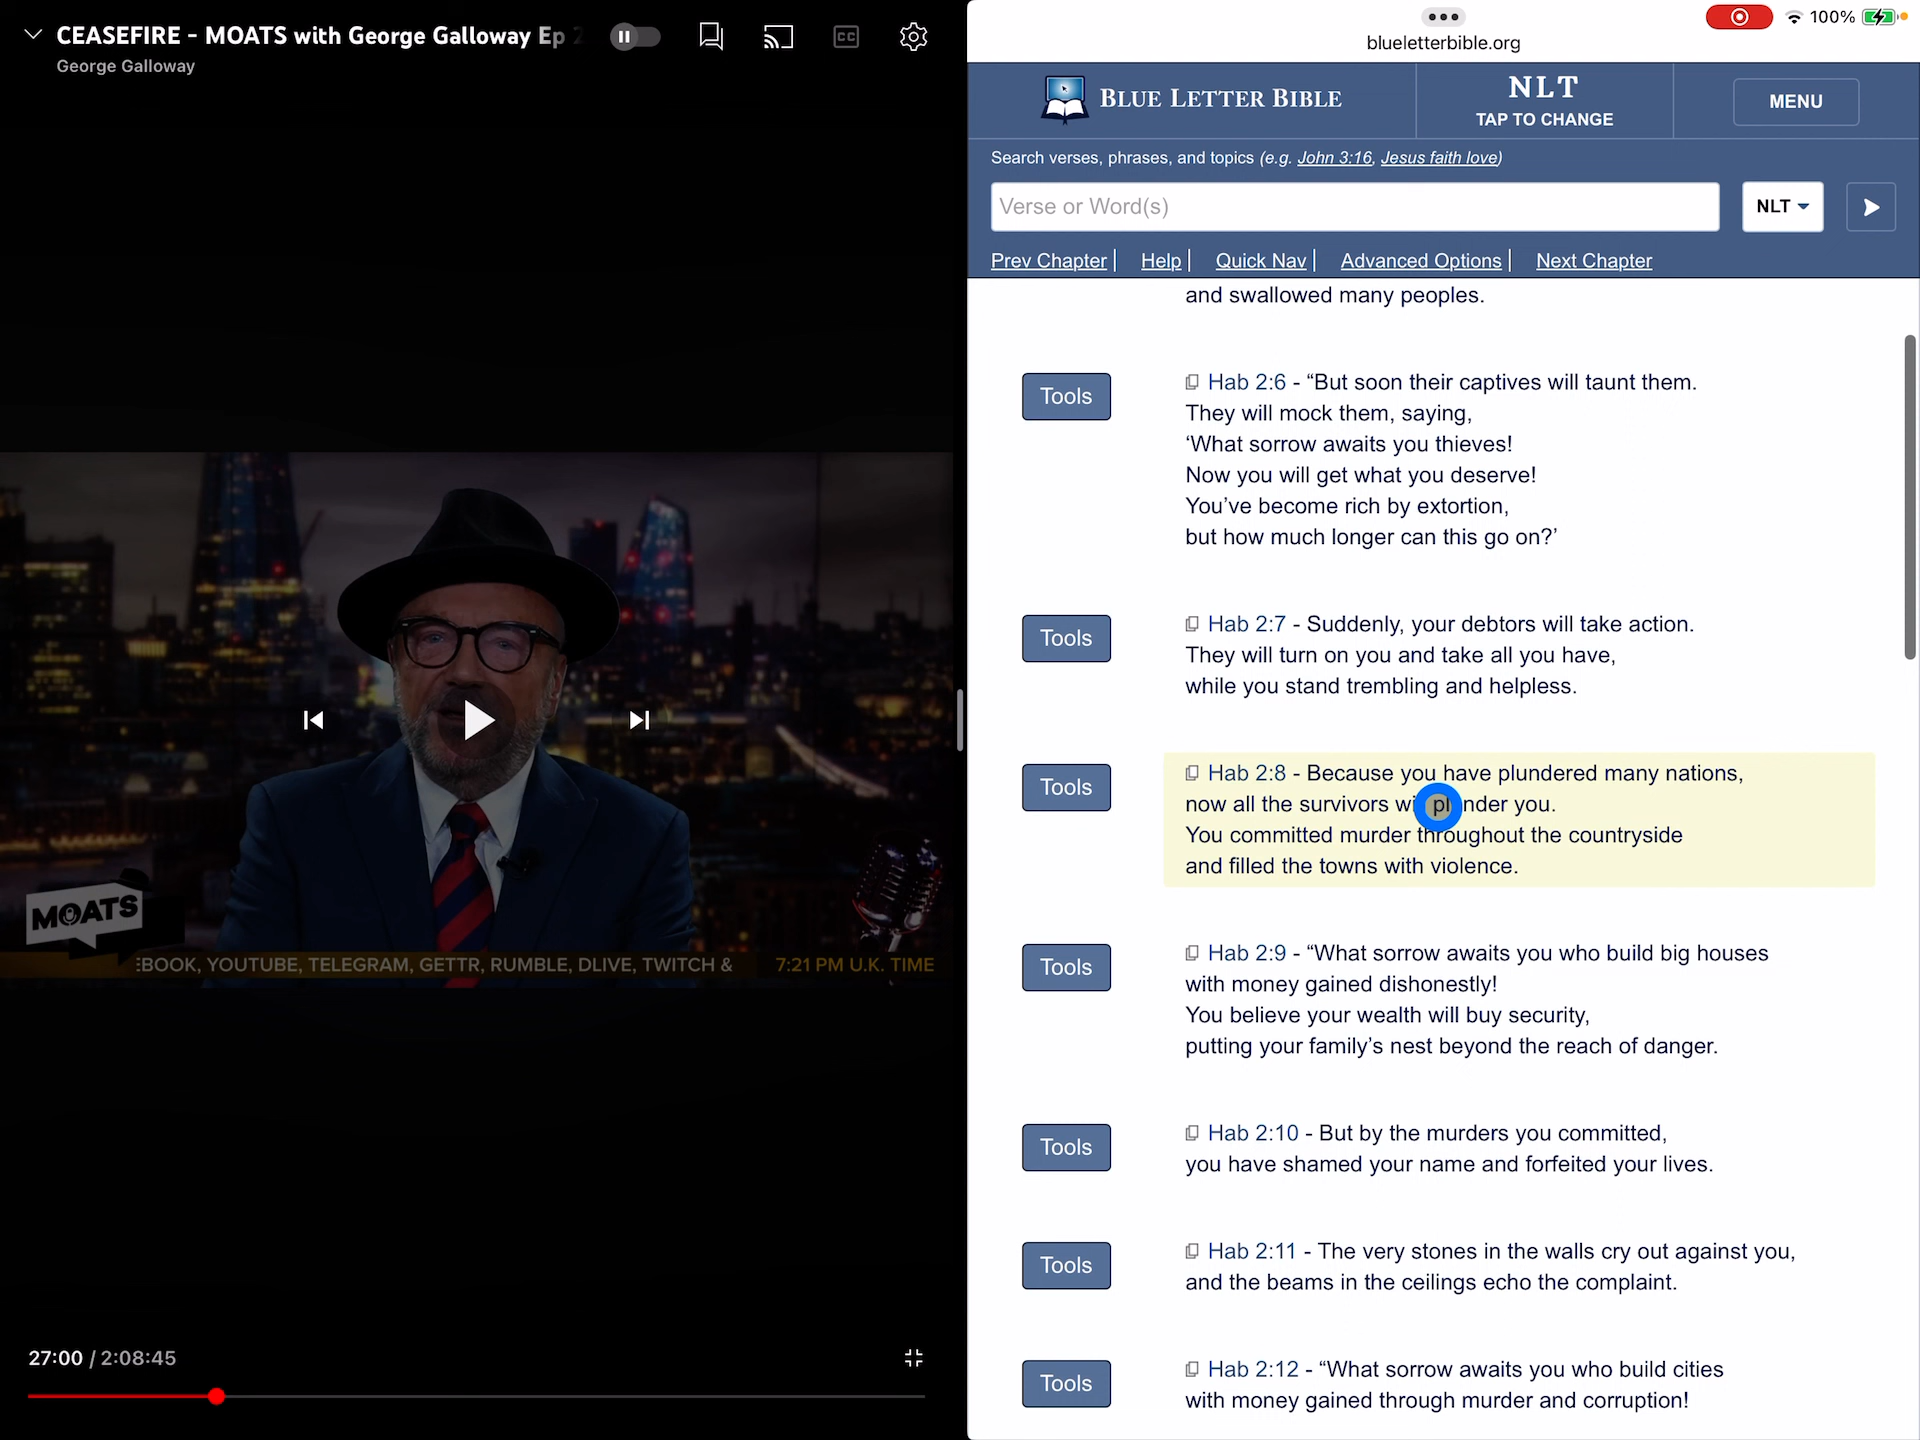 CEASEFIRE - MOATS with George Galloway Ep 2
George Galloway
CC
MOATS
:BOOK, YOUTUBE, TELEGRAM, GETTR, RUMBLE, DLIVE, TWITCH &
7:21 PM U.K. TIME
27:00 / 2:08:45
100%
blueletterbible.org
BLUE LETTER BIBLE
NLT
TAP TO CHANGE
MENU
Search verses, phrases, and topics (e.g. John 3:16, Jesus faith love)
Verse or Word(s)
NLT
Prev Chapter | Help | Quick Nav | Advanced Options | Next Chapter
and swallowed many peoples.
Tools
Hab 2:6 - “But soon their captives will taunt them.
They will mock them, saying,
‘What sorrow awaits you thieves!
Now you will get what you deserve!
You’ve become rich by extortion,
but how much longer can this go on?’
Tools
Hab 2:7 - Suddenly, your debtors will take action.
They will turn on you and take all you have,
while you stand trembling and helpless.
Tools
Hab 2:8 - Because you have plundered many nations,
now all the survivors will plunder you.
You committed murder throughout the countryside
and filled the towns with violence.
Tools
Hab 2:9 - “What sorrow awaits you who build big houses
with money gained dishonestly!
You believe your wealth will buy security,
putting your family’s nest beyond the reach of danger.
Tools
Hab 2:10 - But by the murders you committed,
you have shamed your name and forfeited your lives.
Tools
Hab 2:11 - The very stones in the walls cry out against you,
and the beams in the ceilings echo the complaint.
Tools
Hab 2:12 - “What sorrow awaits you who build cities
with money gained through murder and corruption!